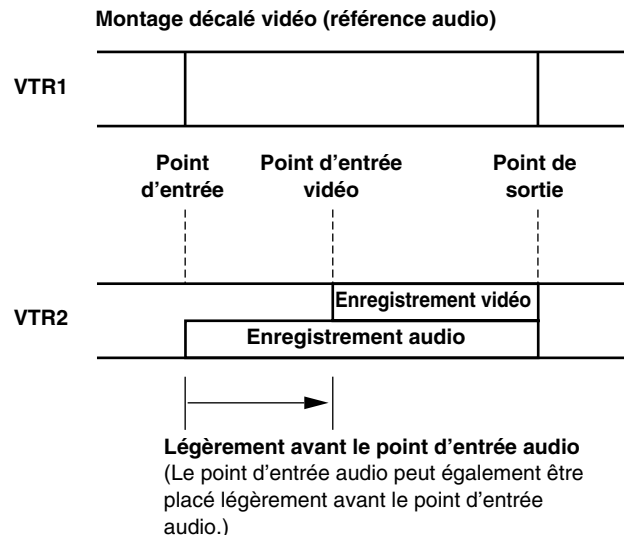 Montage décalé vidéo (référence audio)
VTR1
Point d’entrée
Point d’entrée vidéo
Point de sortie
VTR2
Enregistrement vidéo
Enregistrement audio
Légèrement avant le point d’entrée audio
(Le point d’entrée audio peut également être
placé légèrement avant le point d’entrée
audio.)